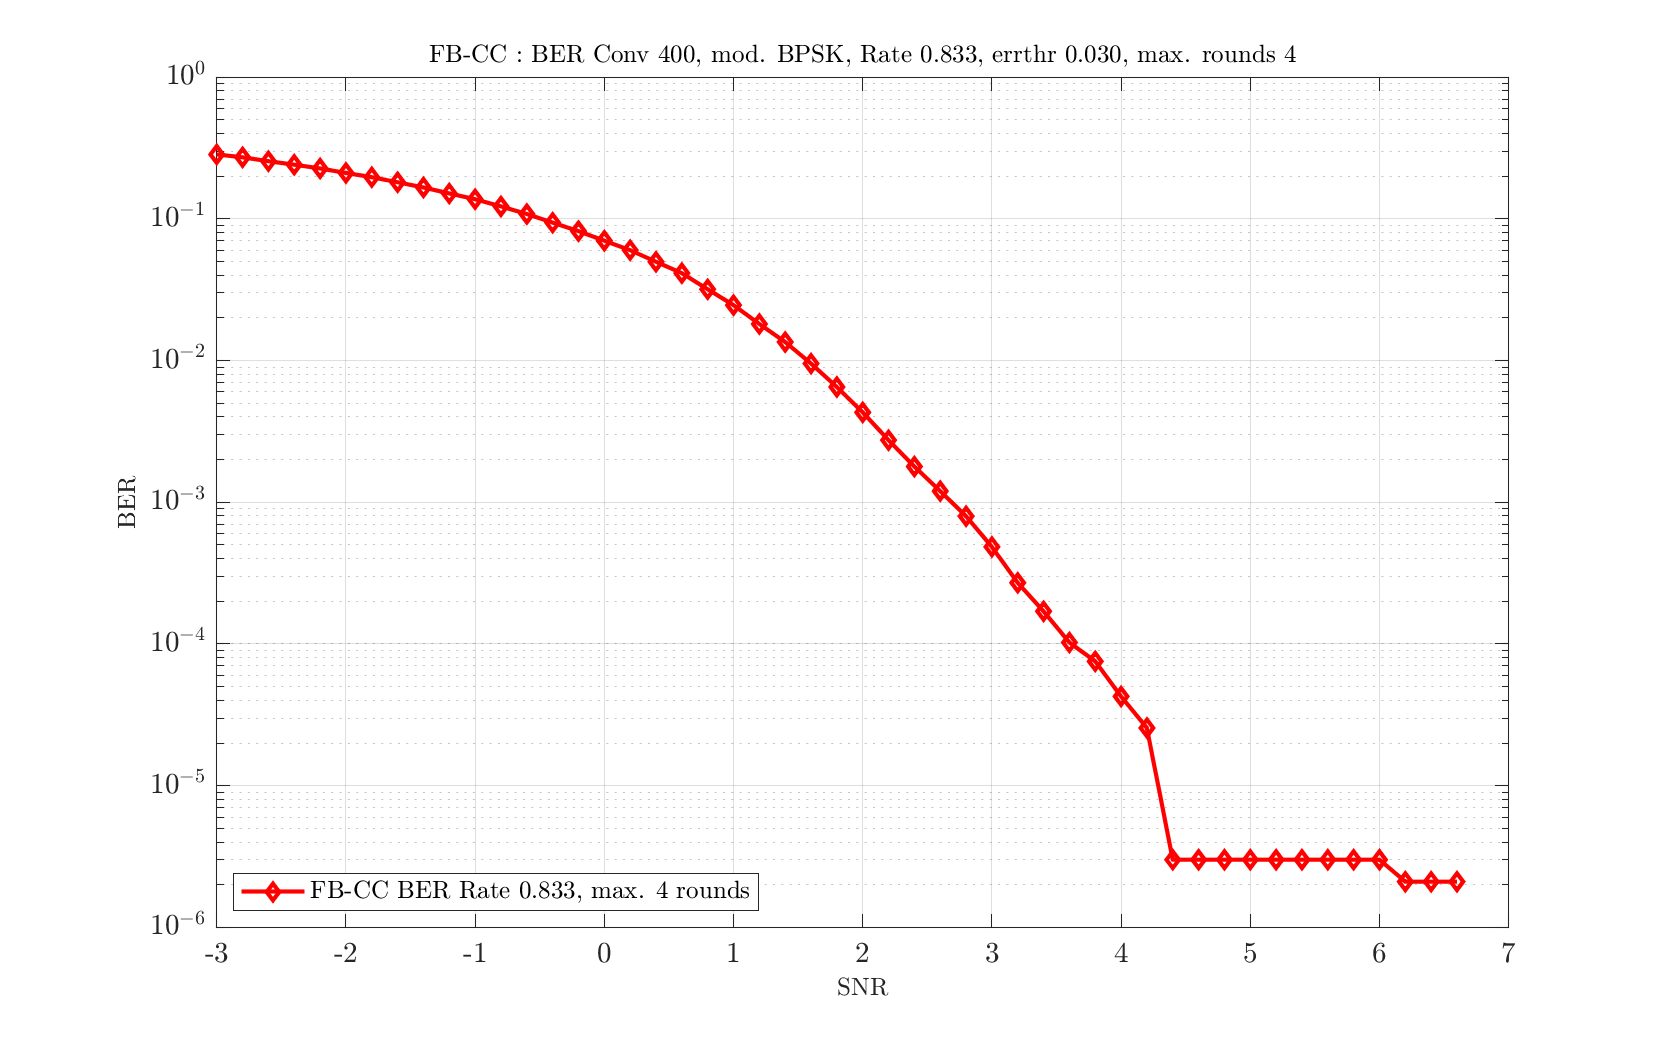 FB-CC : BER Conv 400, mod. BPSK, Rate 0.833, errthr 0.030, max. rounds 4
10^0
10^-1
10^-2
10^-3
10^-4
10^-5
10^-6
BER
FB-CC BER Rate 0.833, max. 4 rounds
-3 -2 -1 0 1 2 3 4 5 6 7
SNR